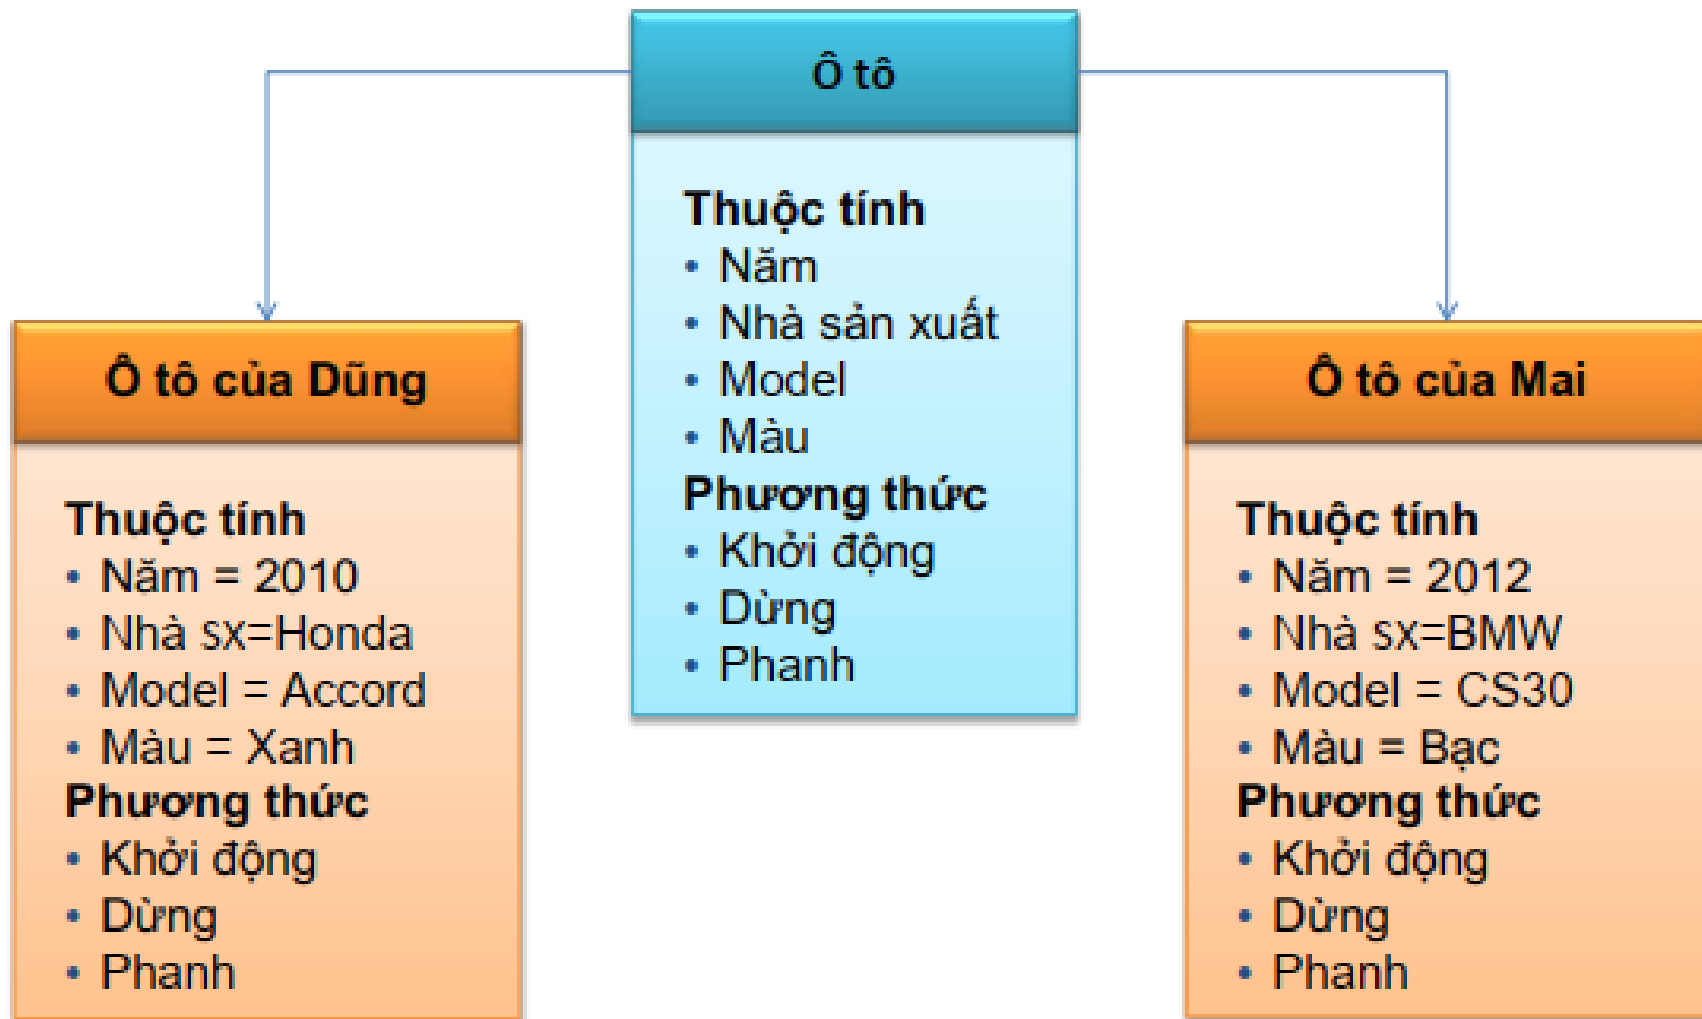 Ô tô
Thuộc tính
• Năm
• Nhà sản xuất
• Model
• Màu
Phương thức
• Khởi động
• Dừng
• Phanh
Ô tô của Dũng
Thuộc tính
• Năm = 2010
• Nhà sx=Honda
• Model = Accord
• Màu = Xanh
Phương thức
• Khởi động
• Dừng
• Phanh
Ô tô của Mai
Thuộc tính
• Năm = 2012
• Nhà sx=BMW
• Model = CS30
• Màu = Bạc
Phương thức
• Khởi động
• Dừng
• Phanh